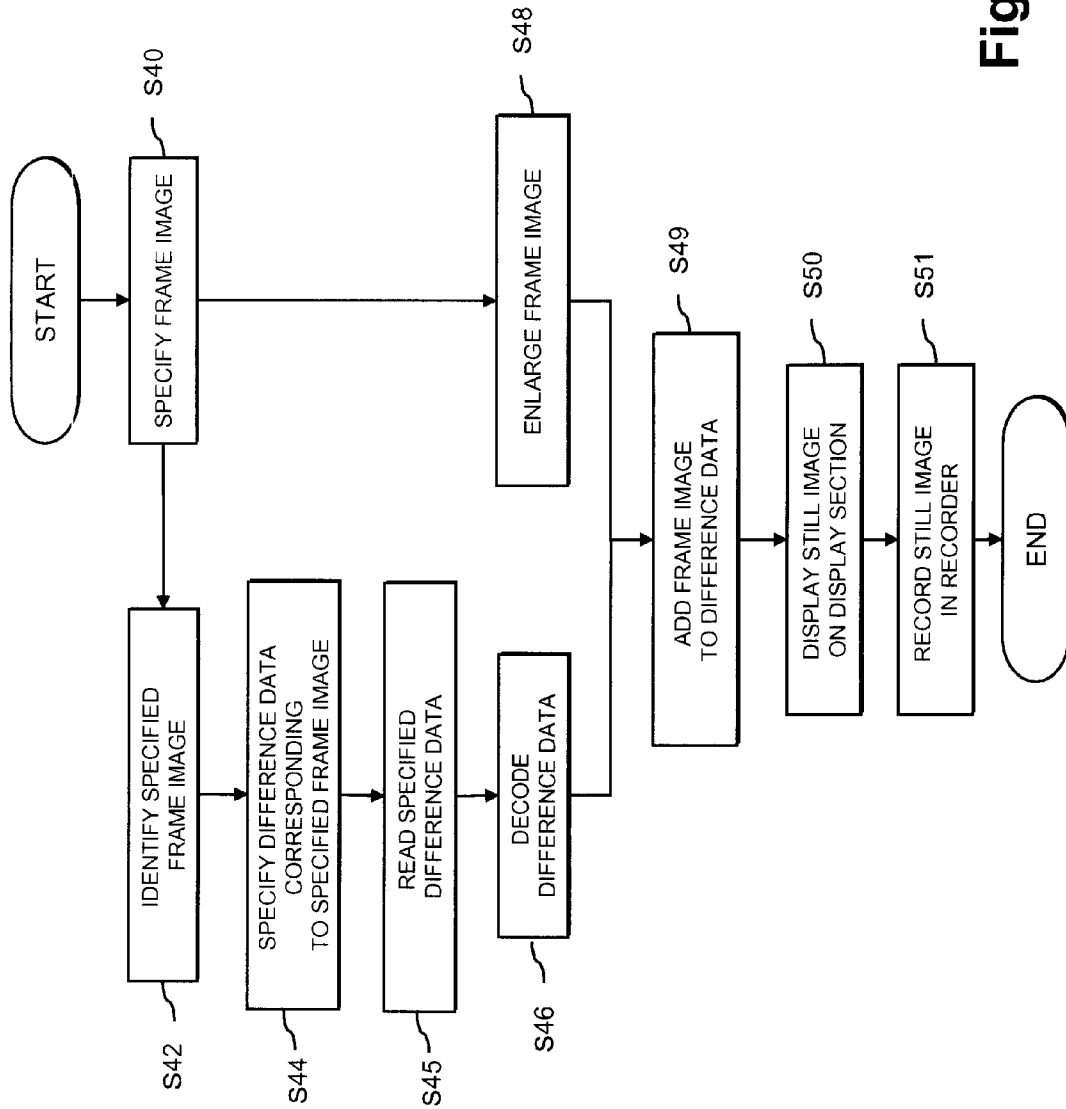 START
SPECIFY FRAME IMAGE
S40
IDENTIFY SPECIFIED
FRAME IMAGE
S42
SPECIFY DIFFERENCE DATA
CORRESPONDING
TO SPECIFIED FRAME IMAGE
S44
READ SPECIFIED
DIFFERENCE DATA
S45
DECODE
DIFFERENCE DATA
S46
ENLARGE FRAME IMAGE
S48
ADD FRAME IMAGE
TO DIFFERENCE DATA
S49
DISPLAY STILL IMAGE
ON DISPLAY SECTION
S50
RECORD STILL IMAGE
IN RECORDER
S51
END
Fig